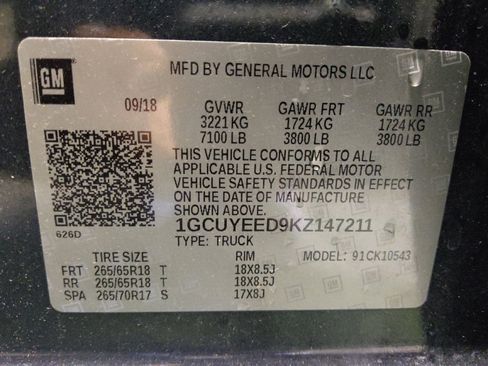 GM
MFD BY GENERAL MOTORS LLC
09/18 GVWR GAWR FRT GAWR RR
3221 KG 1724 KG 1724 KG
7100 LB 3800 LB 3800 LB
THIS VEHICLE CONFORMS TO ALL
APPLICABLE U.S. FEDERAL MOTOR
VEHICLE SAFETY STANDARDS IN EFFECT
ON THE DATE OF MANUFACTURE
SHOWN ABOVE.
1GCUYEED9KZ147211
626D TYPE: TRUCK MODEL: 91CK10543
TIRE SIZE RIM
FRT 265/65R18 T 18X8.5J
RR 265/65R18 T 18X8.5J
SPA 265/70R17 S 17X8J